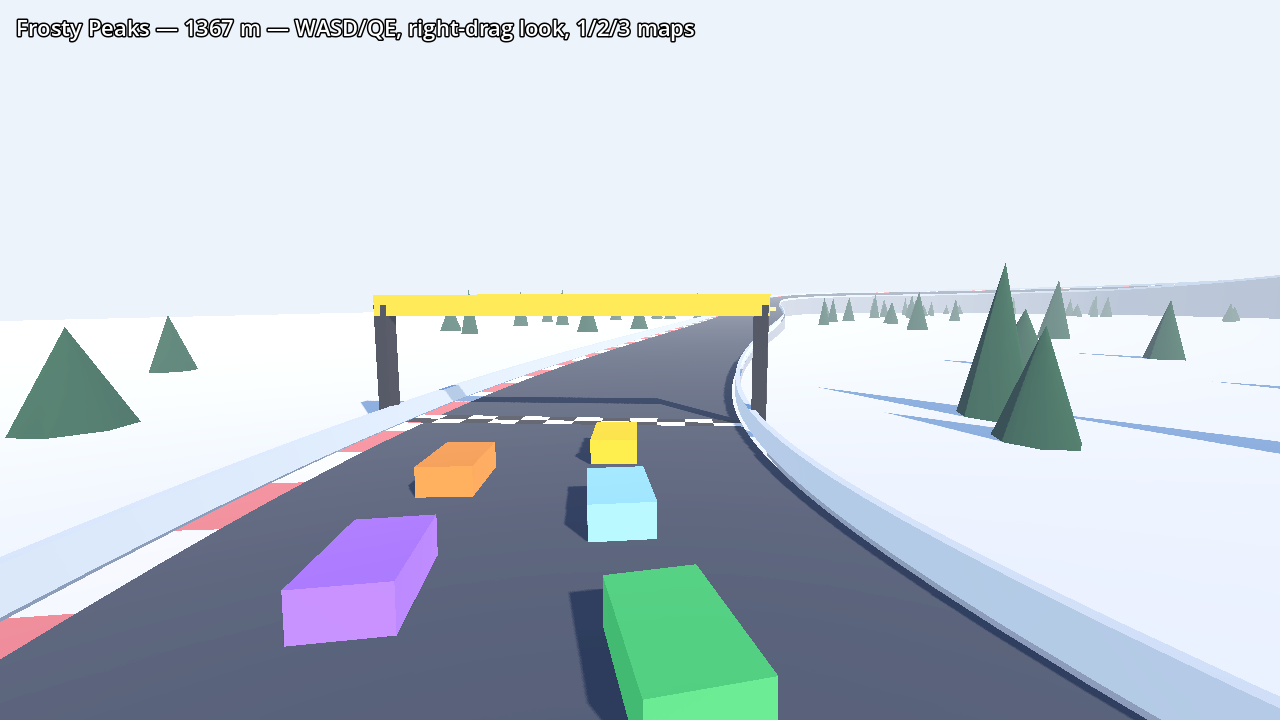 Frosty Peaks — 1367 m — WASD/QE, right-drag look, 1/2/3 maps